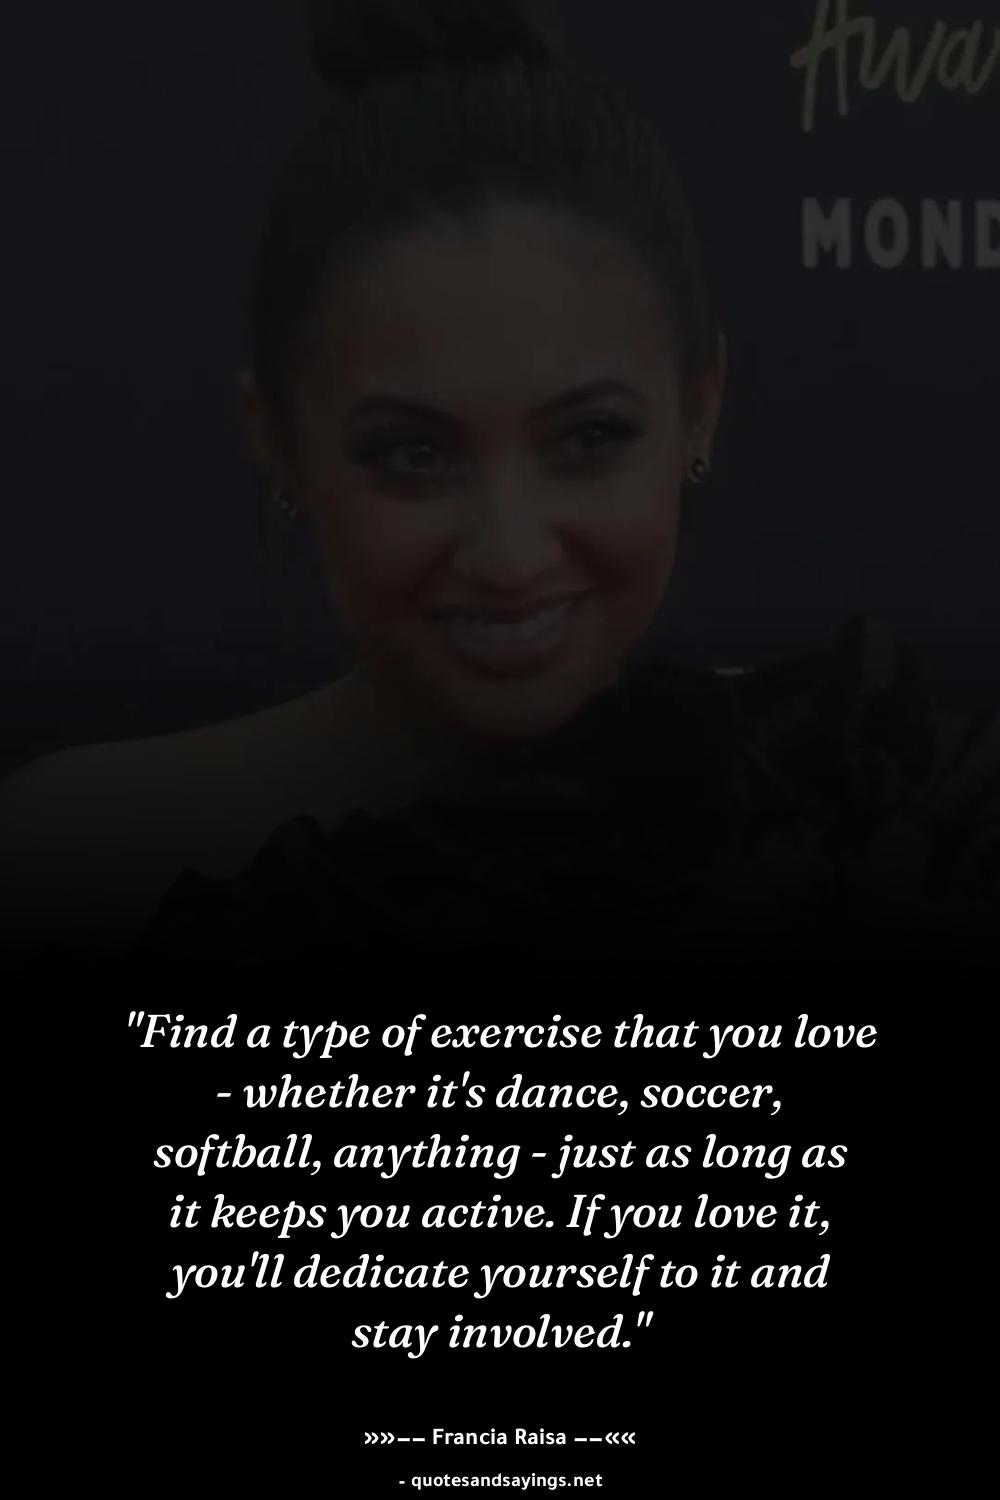 Awa
MOND
"Find a type of exercise that you love
- whether it's dance, soccer,
softball, anything - just as long as
it keeps you active. If you love it,
you'll dedicate yourself to it and
stay involved."
»»−− Francia Raisa −−««
- quotesandsayings.net